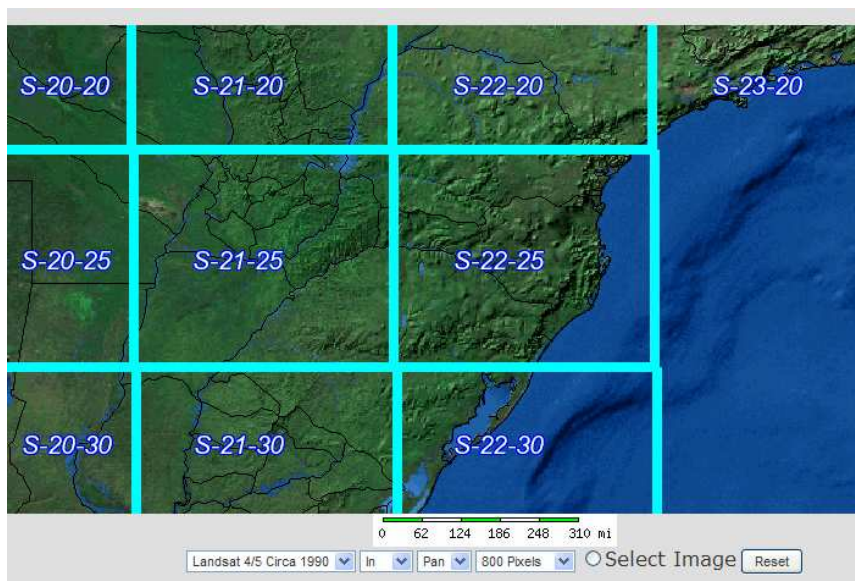 S-20-20 S-21-20 S-22-20 S-23-20
S-20-25 S-21-25 S-22-25
S-20-30 S-21-30 S-22-30
0 62 124 186 248 310 mi
Landsat 4/5 Circa 1990 In Pan 800 Pixels Select Image Reset